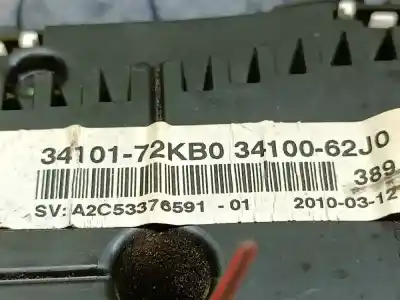 34101-72KB0 34100-62J0
389
SV: A2C53376591 - 01 2010-03-12